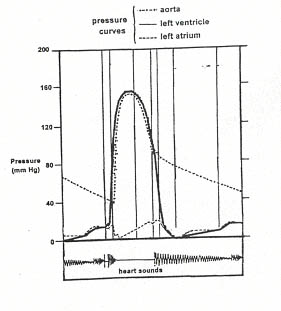 aorta
pressure
left ventricle
curves
left atrium
200
160
120
80
Pressure
(mm Hg)
40
0
heart sounds